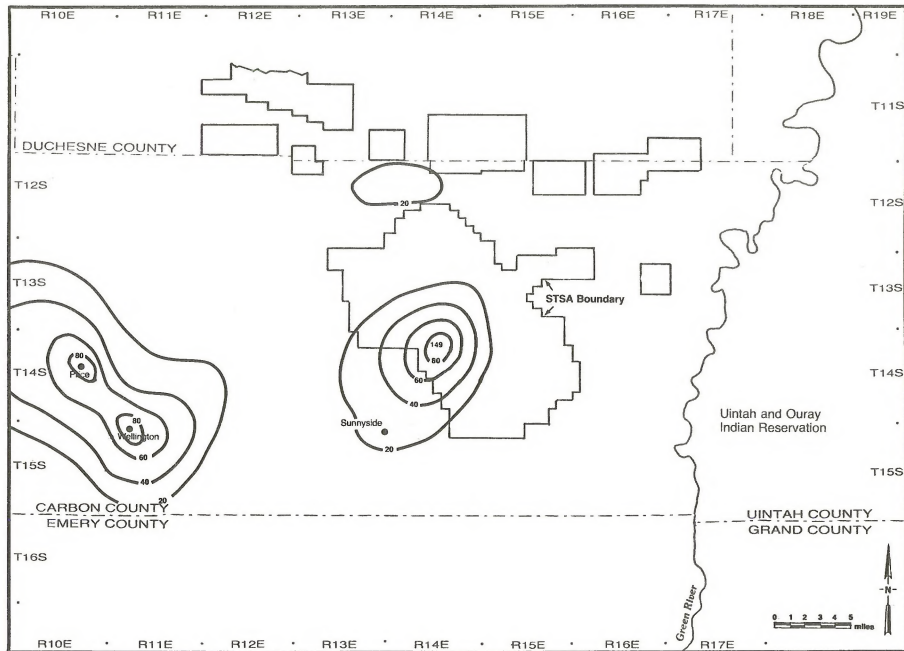 R10E R11E R12E R13E R14E R15E R16E R17E R18E R19E
T11S T11S
DUCHESNE COUNTY
T12S T12S
20
T13S T13S
STSA Boundary
149
80
80
Price
T14S T14S
60
40
Sunnyside
80
Wellington
20
Uintah and Ouray
Indian Reservation
60
T15S T15S
40
20
CARBON COUNTY
EMERY COUNTY
UINTAH COUNTY
GRAND COUNTY
T16S
N
Green River
0 1 2 3 4 5
miles
R10E R11E R12E R13E R14E R15E R16E R17E